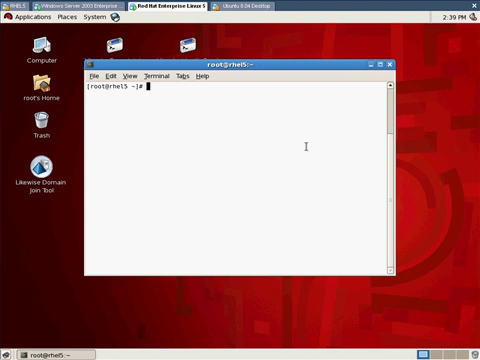 RHEL5
Windows Server 2003 Enterprise
Red Hat Enterprise Linux 5
Ubuntu 8.04 Desktop
Applications Places System
2:39 PM
Computer
root's Home
Trash
Likewise Domain
Join Tool
root@rhel5:~
File Edit View Terminal Tabs Help
[root@rhel5 ~]#
root@rhel5:~